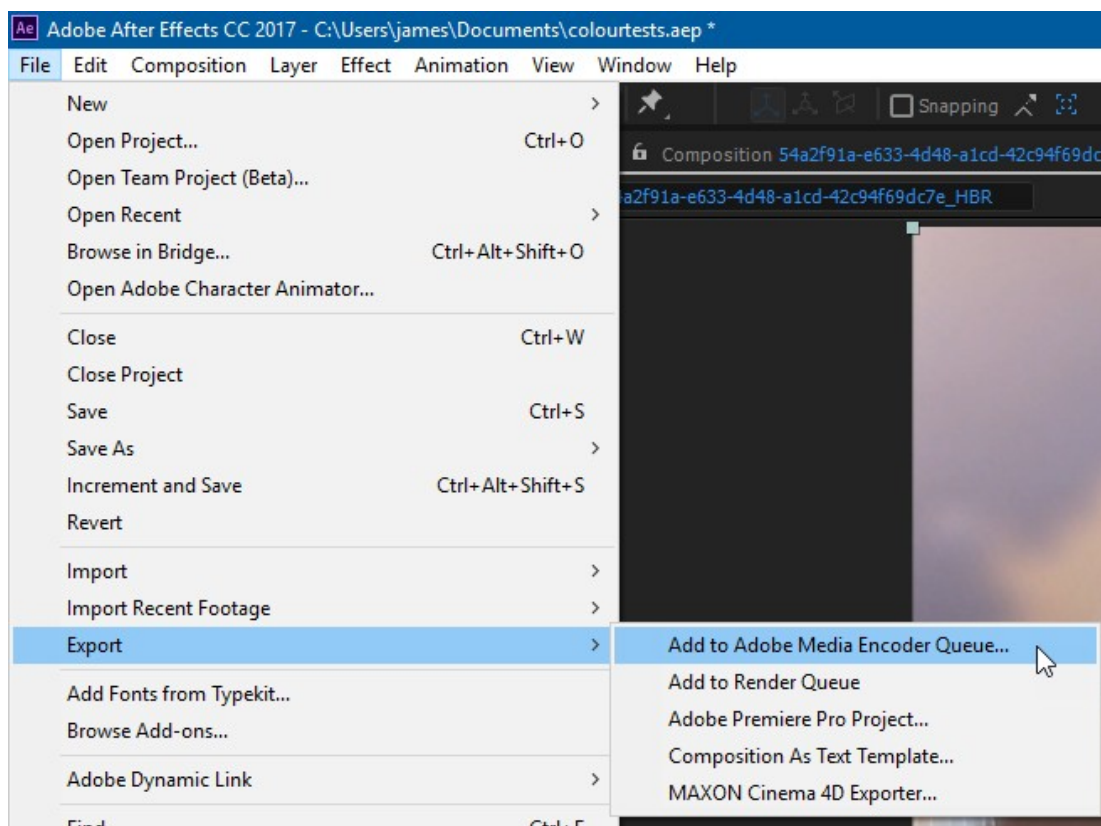 Ae Adobe After Effects CC 2017 - C:\Users\james\Documents\colourtests.aep *
File Edit Composition Layer Effect Animation View Window Help
New >
Snapping
Open Project... Ctrl+O
Composition 54a2f91a-e633-4d48-a1cd-42c94f69dc
Open Team Project (Beta)...
a2f91a-e633-4d48-a1cd-42c94f69dc7e_HBR
Open Recent >
Browse in Bridge... Ctrl+Alt+Shift+O
Open Adobe Character Animator...
Close Ctrl+W
Close Project
Save Ctrl+S
Save As >
Increment and Save Ctrl+Alt+Shift+S
Revert
Import >
Import Recent Footage >
Export >
Add to Adobe Media Encoder Queue...
Add to Render Queue
Adobe Premiere Pro Project...
Composition As Text Template...
MAXON Cinema 4D Exporter...
Add Fonts from Typekit...
Browse Add-ons...
Adobe Dynamic Link >